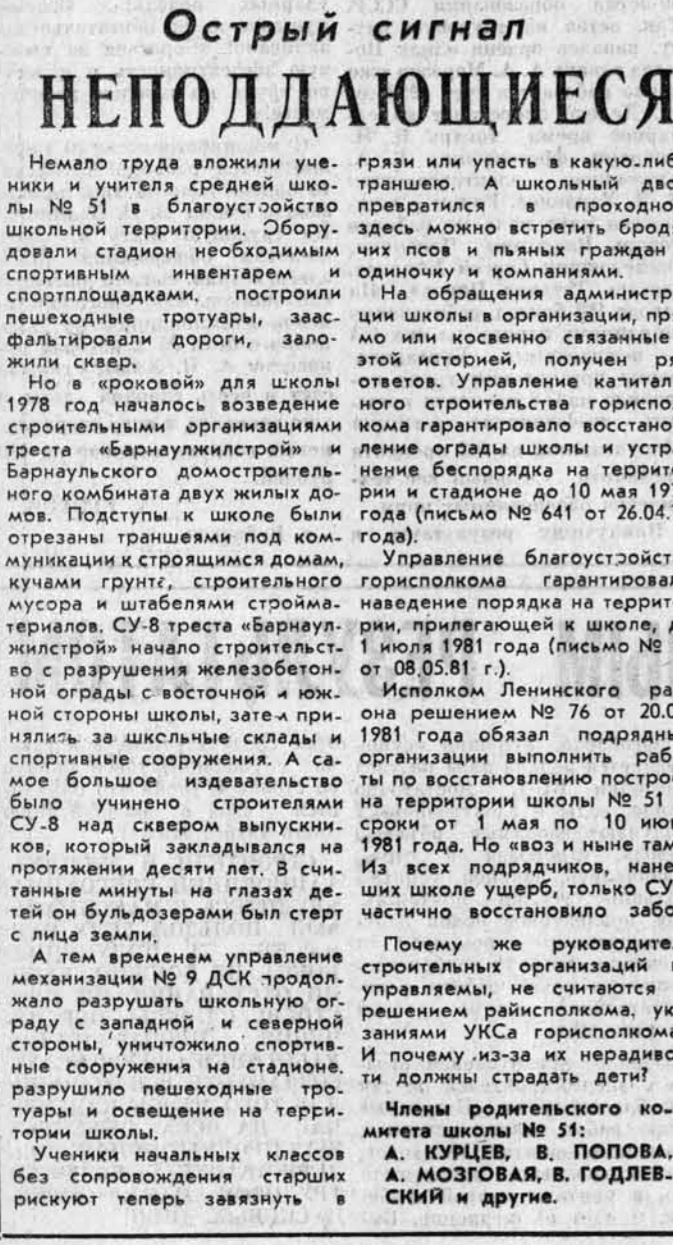 Острый сигнал
НЕПОДДАЮЩИЕСЯ
Немало труда вложили уче-
ники и учителя средней шко-
лы № 51 в благоустройство
школьной территории. Обору-
довали стадион необходимым
спортивным инвентарем и
спортплощадками, построили
пешеходные тротуары, заас-
фальтировали дороги, зало-
жили сквер.
Но в «роковой» для школы
1978 год началось возведение
строительными организациями
треста «Барнаулжилстрой» и
Барнаульского домостроитель-
ного комбината двух жилых до-
мов. Подступы к школе были
отрезаны траншеями под ком-
муникации к строящимся домам,
кучами грунта, строительного
мусора и штабелями стройма-
териалов. СУ-8 треста «Барнаул-
жилстрой» начало строительст-
во с разрушения железобетон-
ной ограды с восточной и юж-
ной стороны школы, затем при-
нялись за школьные склады и
спортивные сооружения. А са-
мое большое издевательство
было учинено строителями
СУ-8 над сквером выпускни-
ков, который закладывался на
протяжении десяти лет. В счи-
танные минуты на глазах де-
тей он бульдозерами был стерт
с лица земли.
А тем временем управление
механизации № 9 ДСК продол-
жало разрушать школьную ог-
раду с западной и северной
стороны, уничтожило спортив-
ные сооружения на стадионе,
разрушило пешеходные тро-
туары и освещение на терри-
тории школы.
Ученики начальных классов
без сопровождения старших
рискуют теперь завязнуть в
грязи или упасть в какую-либ
траншею. А школьный дво
превратился в проходно
здесь можно встретить брод
чих псов и пьяных граждан
одиночку и компаниями.
На обращения администр
ции школы в организации, пр
мо или косвенно связанные
этой историей, получен ря
ответов. Управление капитал
ного строительства гориспо
кома гарантировало восстано
ление ограды школы и устра
нение беспорядка на террит
рии и стадионе до 10 мая 19
года (письмо № 641 от 26.04.
года).
Управление благоустройст
горисполкома гарантировал
наведение порядка на террит
рии, прилегающей к школе, д
1 июля 1981 года (письмо №
от 08.05.81 г.).
Исполком Ленинского ра
она решением № 76 от 20.0
1981 года обязал подрядны
организации выполнить раб
ты по восстановлению постро
на территории школы № 51
сроки от 1 мая по 10 июн
1981 года. Но «воз и ныне там
Из всех подрядчиков, нане
ших школе ущерб, только СУ
частично восстановило забо
Почему же руководите
строительных организаций
управляемы, не считаются
решением райисполкома, ук
заниями УКСа горисполкома
И почему из-за их нерадивос
ти должны страдать дети?
Члены родительского ко-
митета школы № 51:
А. КУРЦЕВ, В. ПОПОВА,
А. МОЗГОВАЯ, В. ГОДЛЕВ-
СКИЙ и другие.